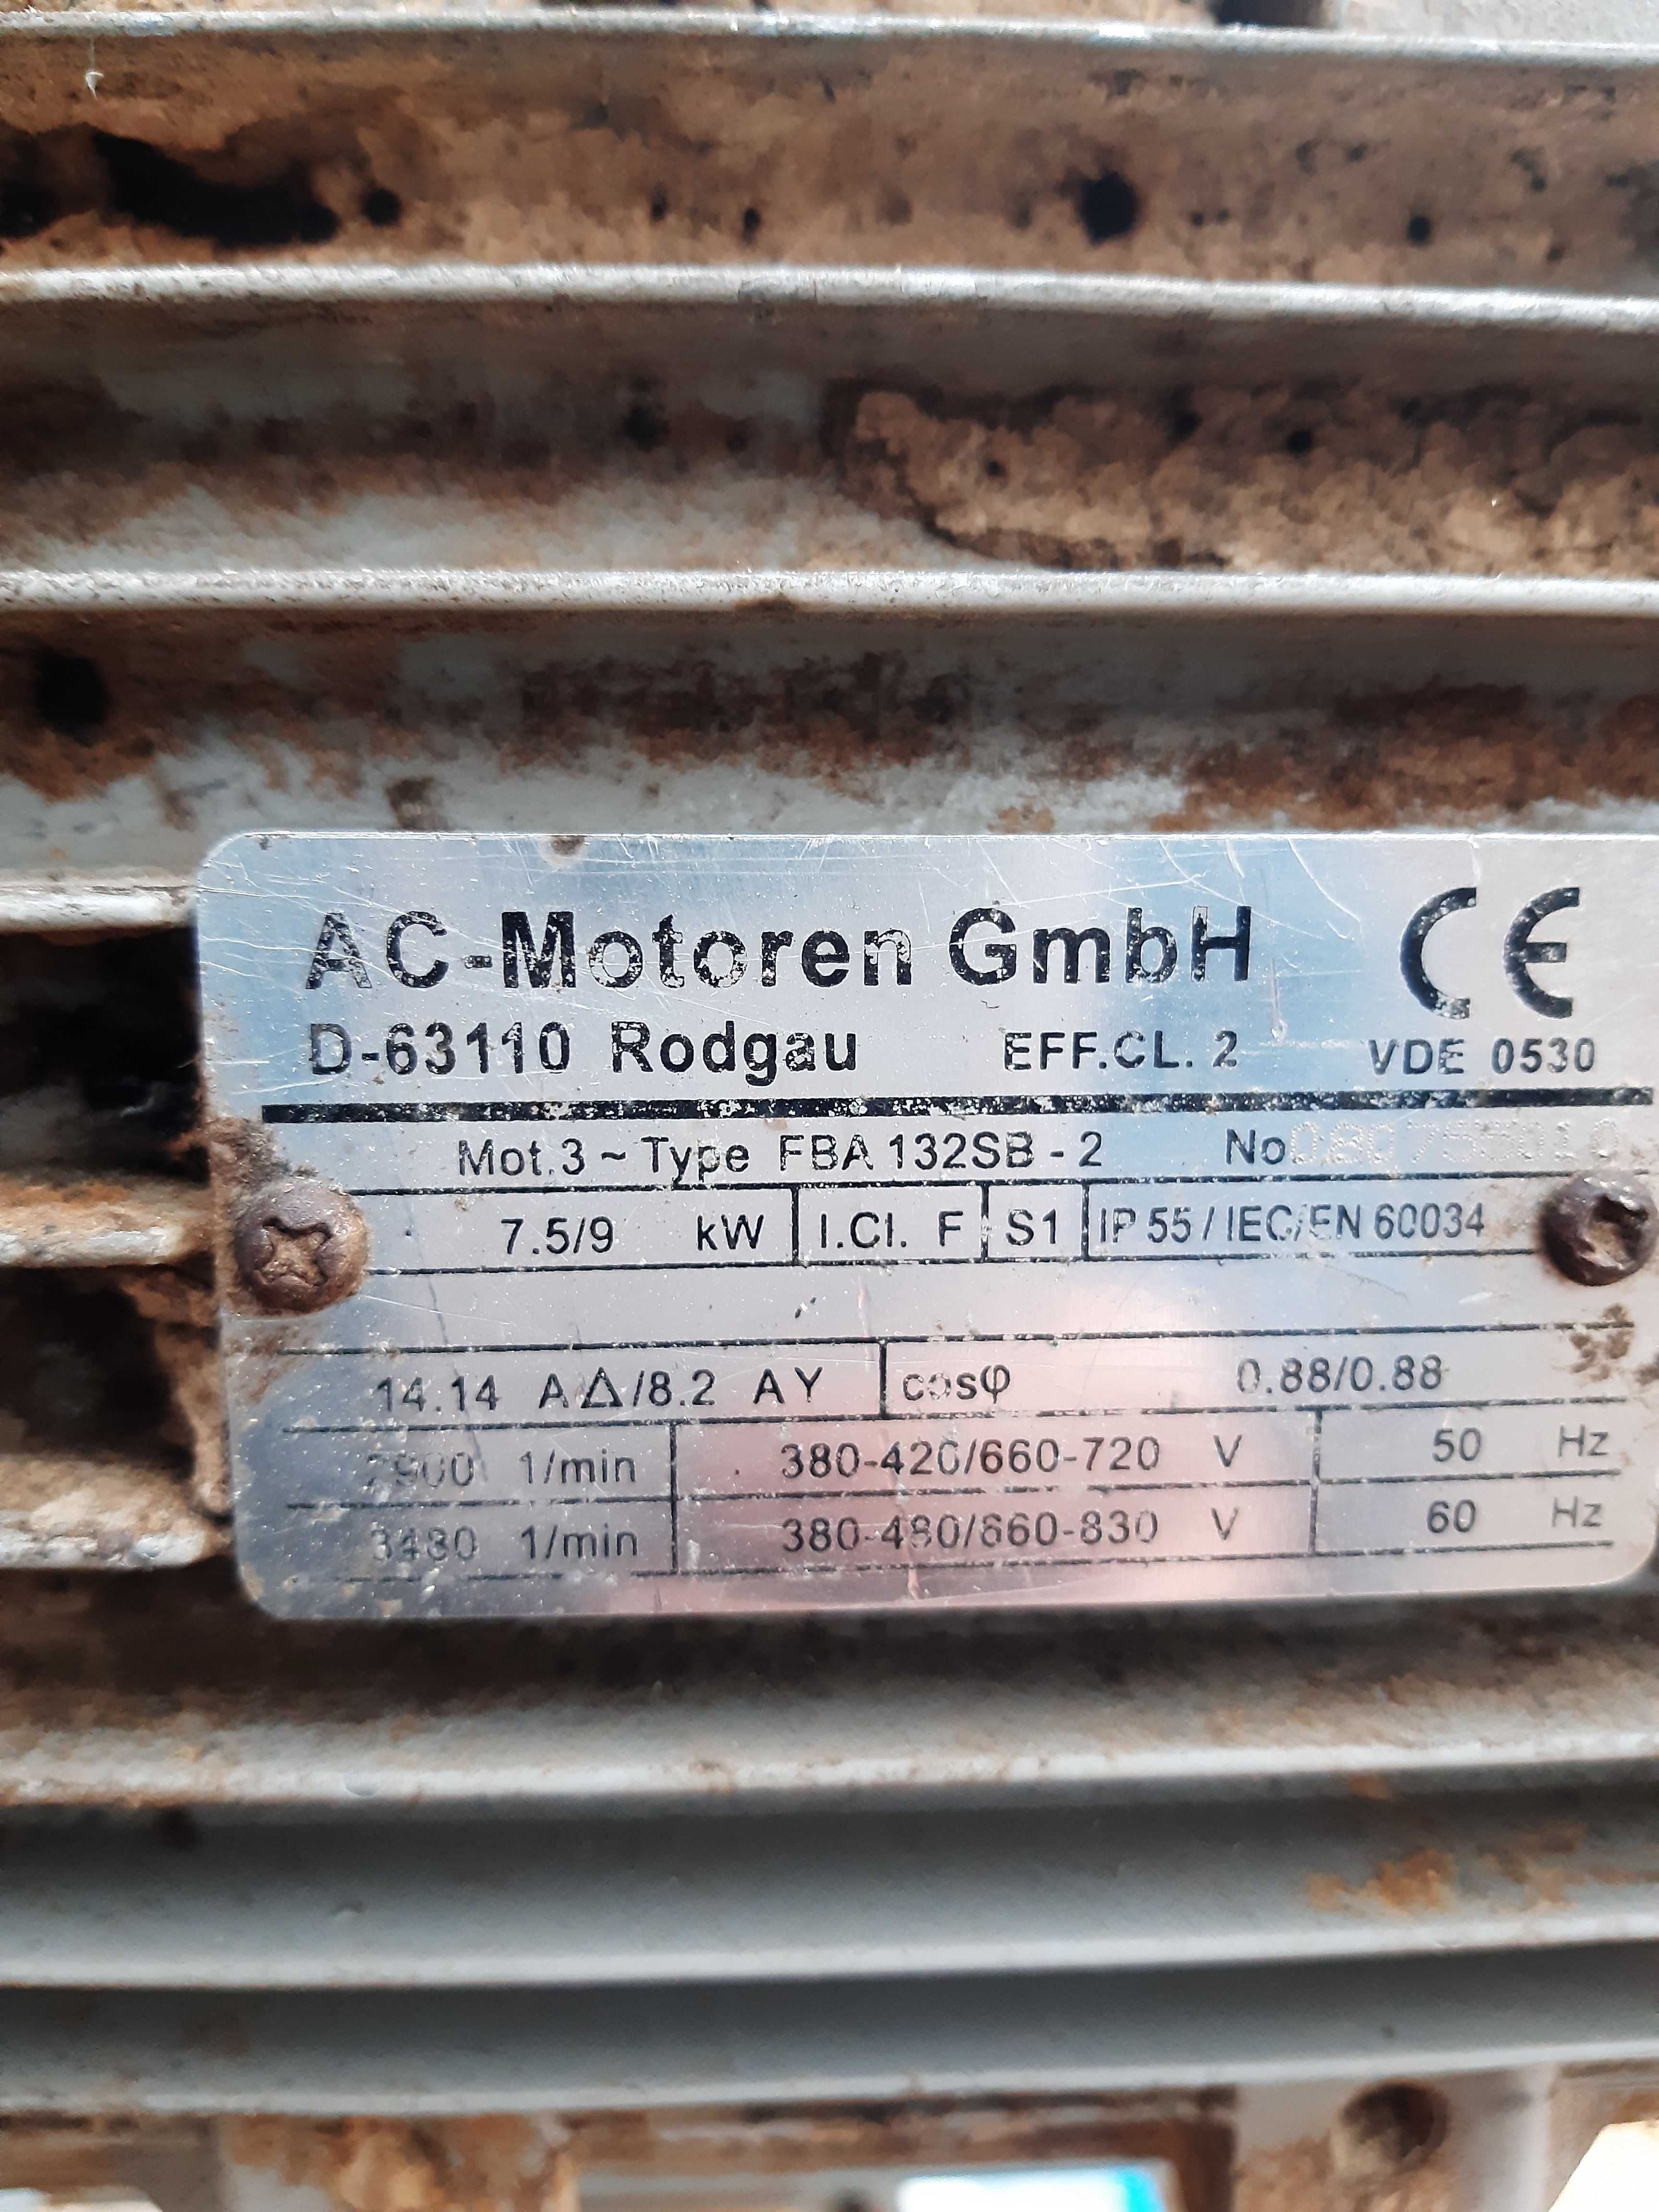 AC-Motoren GmbH CE
D-63110 Rodgau EFF.CL. 2 VDE 0530
Mot.3 ~ Type FBA 132SB - 2 No
7.5/9 kW I.Cl. F S1 IP 55 / IEC/EN 60034
14.14 A Δ/8.2 A Y cosφ 0.88/0.88
2900 1/min 380-420/660-720 V 50 Hz
3480 1/min 380-480/660-830 V 60 Hz